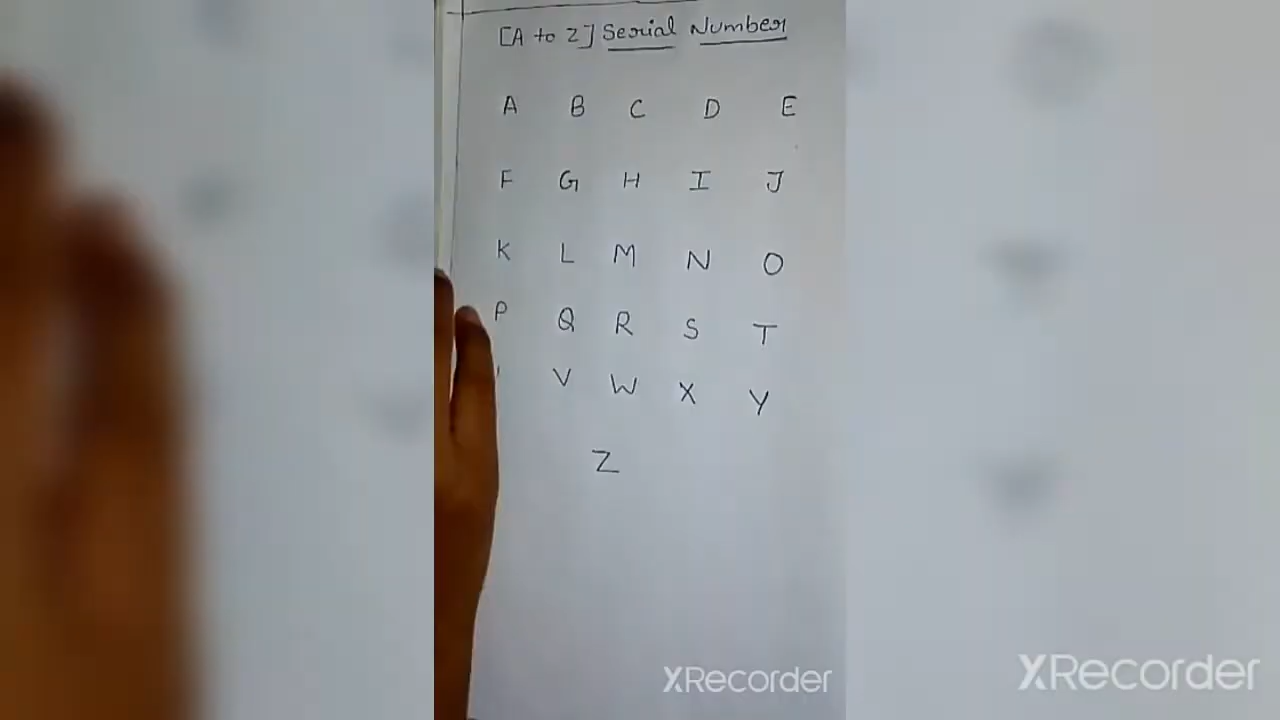 [A to Z] Serial Number
A B C D E
F G H I J
K L M N O
P Q R S T
V W X Y
Z
XRecorder
XRecorder